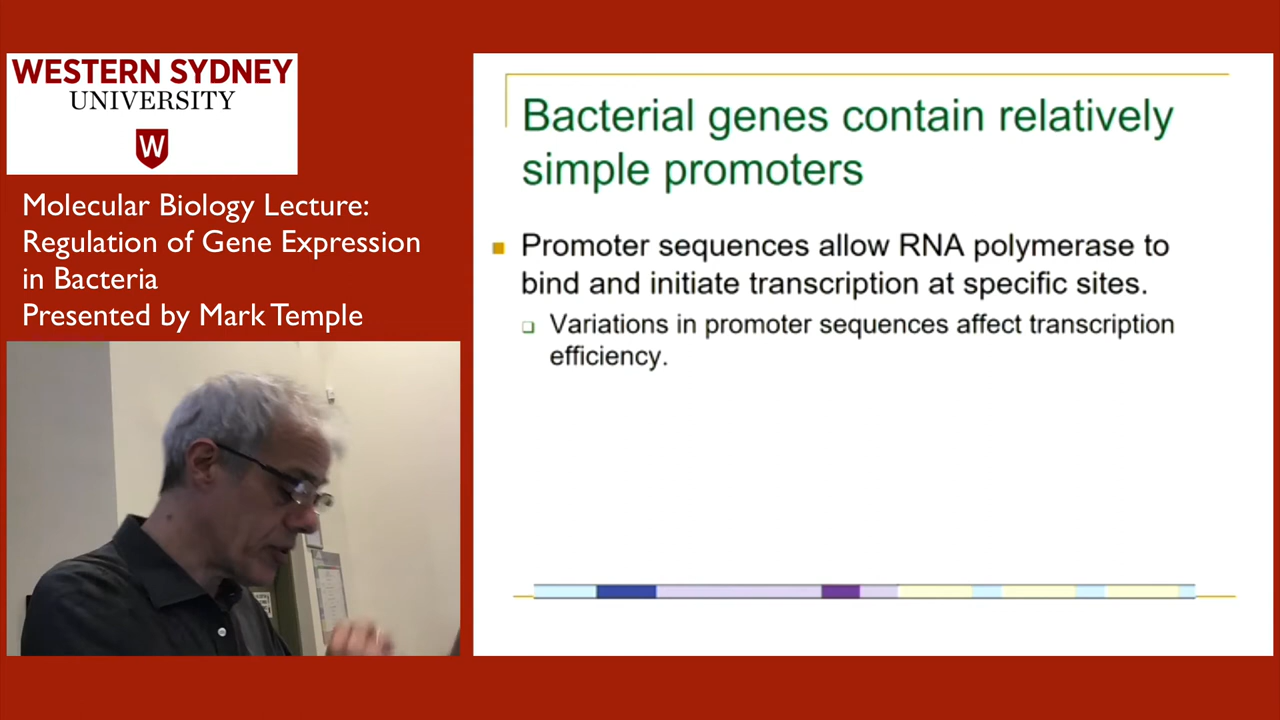 WESTERN SYDNEY
UNIVERSITY
W
Molecular Biology Lecture:
Regulation of Gene Expression
in Bacteria
Presented by Mark Temple
Bacterial genes contain relatively
simple promoters
Promoter sequences allow RNA polymerase to
bind and initiate transcription at specific sites.
Variations in promoter sequences affect transcription
efficiency.